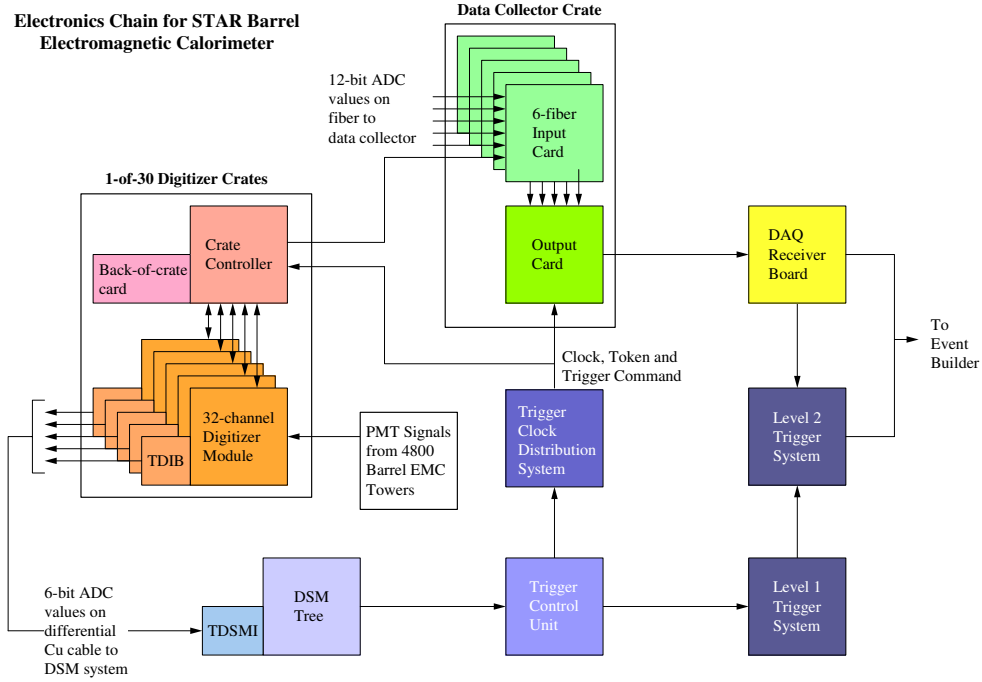 Electronics Chain for STAR Barrel
Electromagnetic Calorimeter
Data Collector Crate
12-bit ADC
values on
fiber to
data collector
6-fiber
Input
Card
1-of-30 Digitizer Crates
Crate
Controller
Back-of-crate
card
Output
Card
DAQ
Receiver
Board
To
Event
Builder
Clock, Token and
Trigger Command
32-channel
Digitizer
Module
TDIB
PMT Signals
from 4800
Barrel EMC
Towers
Trigger
Clock
Distribution
System
Level 2
Trigger
System
6-bit ADC
values on
differential
Cu cable to
DSM system
TDSMI
DSM
Tree
Trigger
Control
Unit
Level 1
Trigger
System